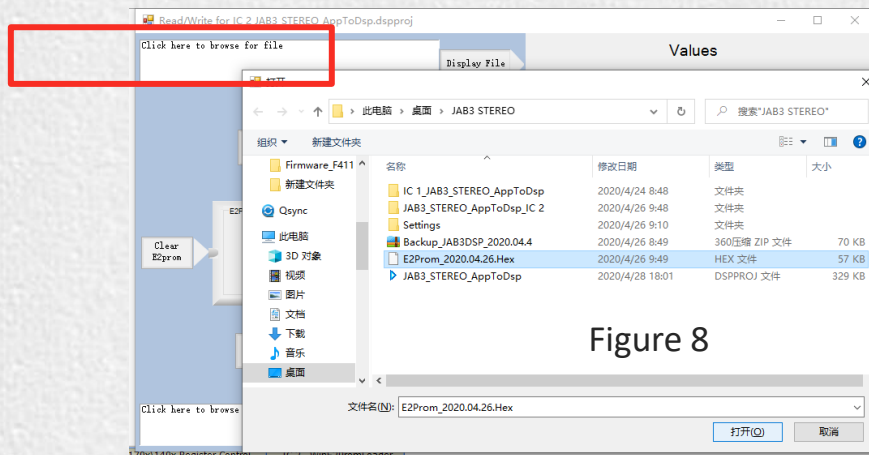 Read/Write for IC 2 JAB3 STEREO AppToDsp.dspproj
Click here to browse for file
Values
Display File
打开
此电脑 › 桌面 › JAB3 STEREO
搜索"JAB3 STEREO"
组织 新建文件夹
名称 修改日期 类型 大小
Firmware_F411
新建文件夹
Qsync
此电脑
3D 对象
视频
图片
文档
下载
音乐
桌面
IC 1_JAB3_STEREO_AppToDsp 2020/4/24 8:48 文件夹
JAB3_STEREO_AppToDsp_IC 2 2020/4/26 9:48 文件夹
Settings 2020/4/26 9:10 文件夹
Backup_JAB3DSP_2020.04.4 2020/4/26 8:49 360压缩 ZIP 文件 70 KB
E2Prom_2020.04.26.Hex 2020/4/26 9:49 HEX 文件 57 KB
JAB3_STEREO_AppToDsp 2020/4/28 18:01 DSPPROJ 文件 329 KB
E2P
Clear
E2prom
Figure 8
Click here to browse
文件名(N): E2Prom_2020.04.26.Hex
打开(O) 取消